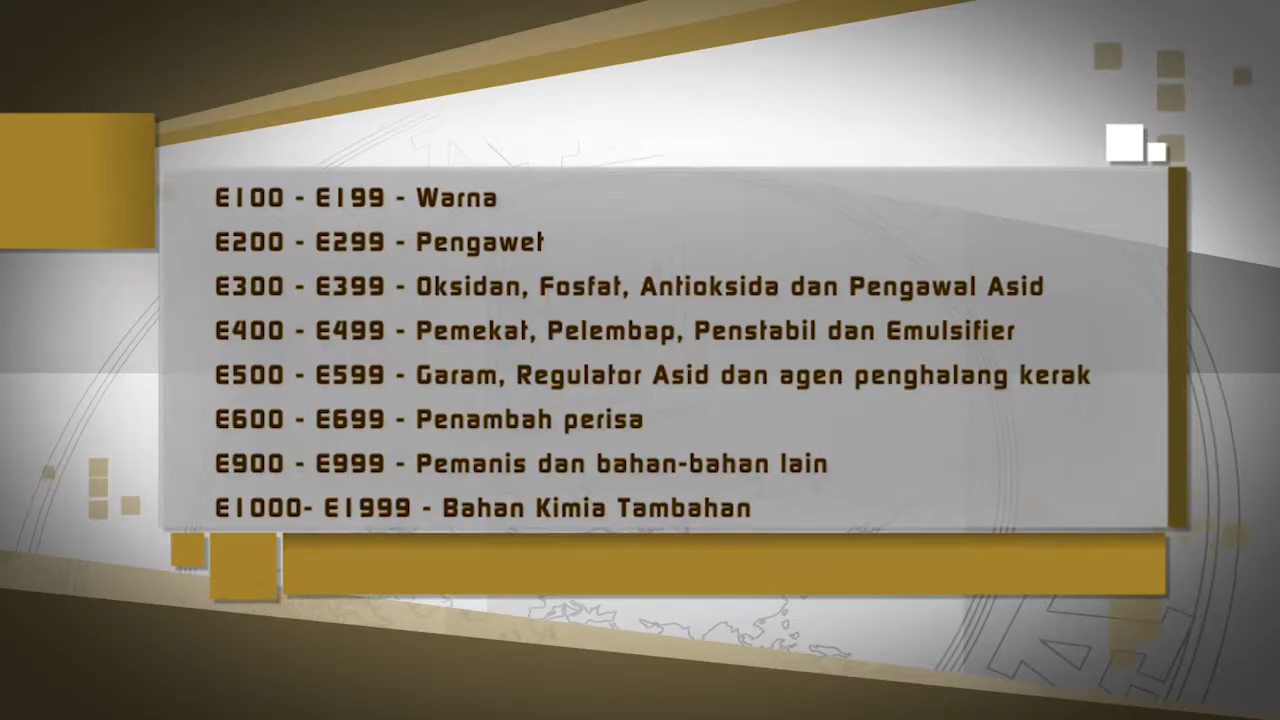 E100 - E199 - Warna
E200 - E299 - Pengawet
E300 - E399 - Oksidan, Fosfat, Antioksida dan Pengawal Asid
E400 - E499 - Pemekat, Pelembap, Penstabil dan Emulsifier
E500 - E599 - Garam, Regulator Asid dan agen penghalang kerak
E600 - E699 - Penambah perisa
E900 - E999 - Pemanis dan bahan-bahan lain
E1000- E1999 - Bahan Kimia Tambahan